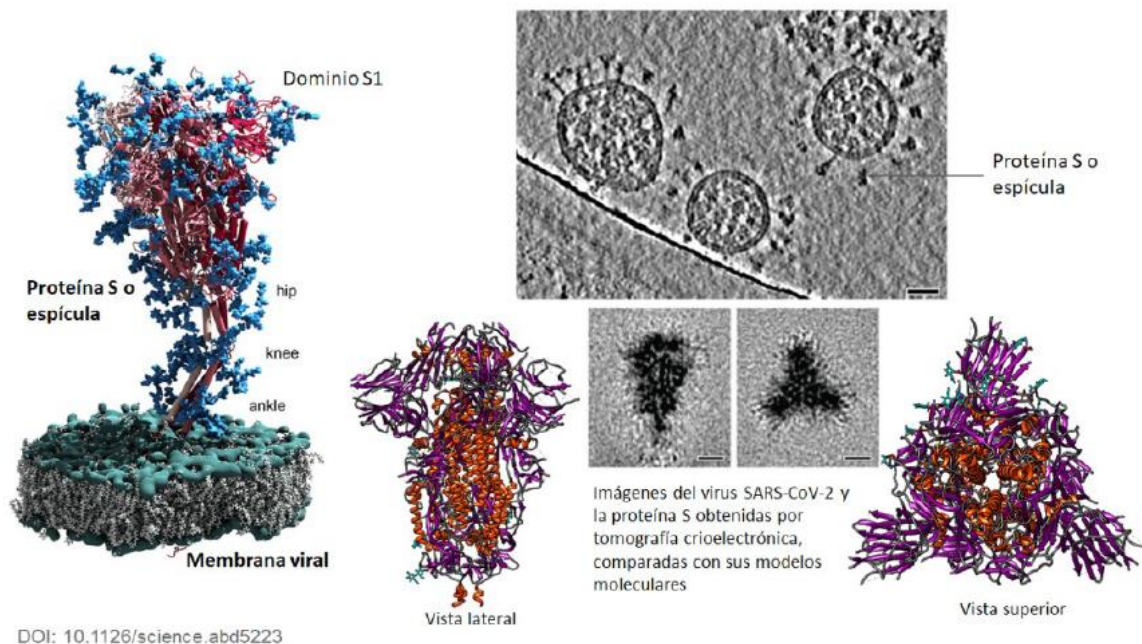 Dominio S1
Proteína S o
espícula
hip
knee
ankle
Membrana viral
DOI: 10.1126/science.abd5223
Proteína S o
espícula
Vista lateral
Imágenes del virus SARS-CoV-2 y
la proteína S obtenidas por
tomografía crioelectrónica,
comparadas con sus modelos
moleculares
Vista superior